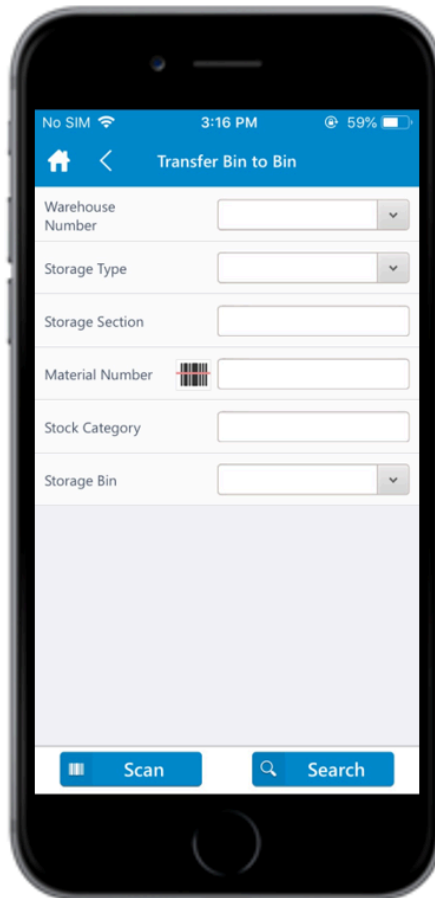 No SIM 3:16 PM 59%
Transfer Bin to Bin
Warehouse
Number
Storage Type
Storage Section
Material Number
Stock Category
Storage Bin
Scan Search